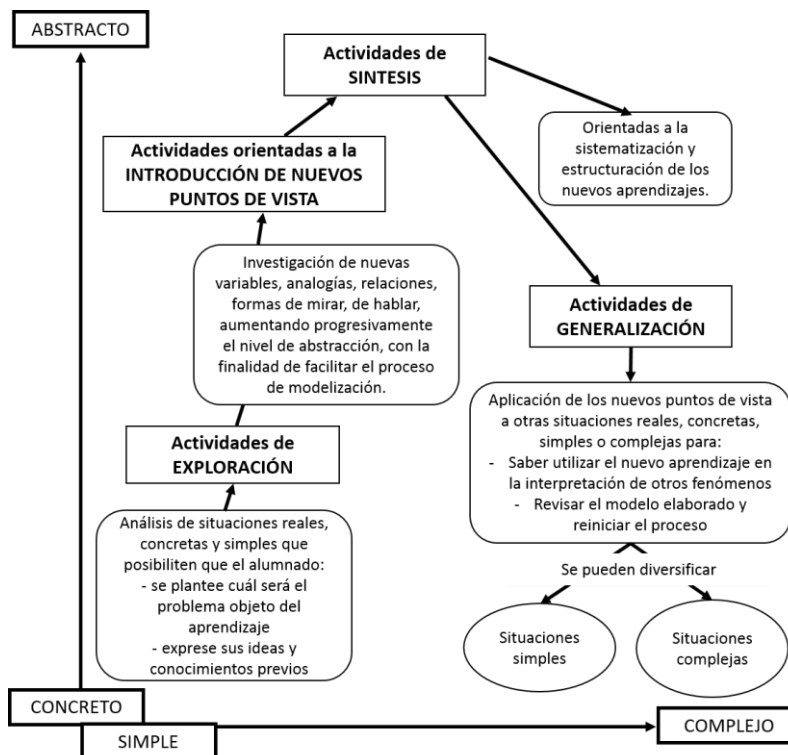 ABSTRACTO
Actividades de
SINTESIS
Orientadas a la
sistematización y
estructuración de los
nuevos aprendizajes.
Actividades orientadas a la
INTRODUCCIÓN DE NUEVOS
PUNTOS DE VISTA
Investigación de nuevas
variables, analogías, relaciones,
formas de mirar, de hablar,
aumentando progresivamente
el nivel de abstracción, con la
finalidad de facilitar el proceso
de modelización.
Actividades de
GENERALIZACIÓN
Aplicación de los nuevos puntos de vista
a otras situaciones reales, concretas,
simples o complejas para:
- Saber utilizar el nuevo aprendizaje en
la interpretación de otros fenómenos
- Revisar el modelo elaborado y
reiniciar el proceso
Actividades de
EXPLORACIÓN
Análisis de situaciones reales,
concretas y simples que
posibiliten que el alumnado:
- se plantee cuál será el
problema objeto del
aprendizaje
- exprese sus ideas y
conocimientos previos
Se pueden diversificar
Situaciones
simples
Situaciones
complejas
CONCRETO
SIMPLE
COMPLEJO